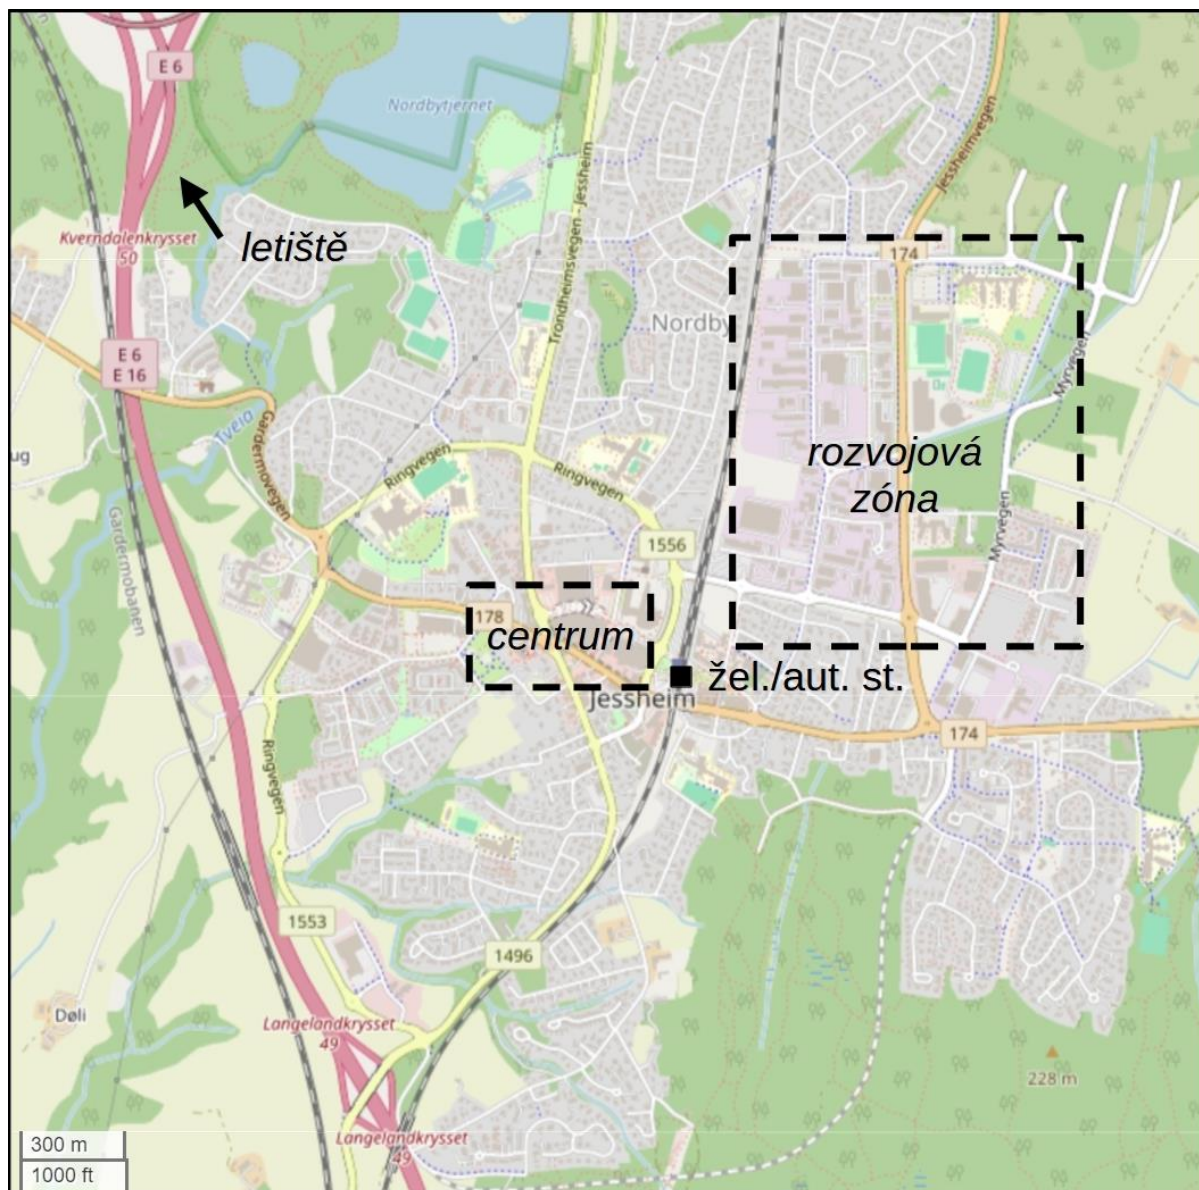 E 6
Nordbytjernet
Trondheimsvegen - Jessheim
Jessheimvegen
Kverndalenkrysset
50
letiště
174
Nordby
E 6
E 16
Tveia
Gardermovegen
Myrvegen
ug
Ringvegen
Ringvegen
rozvojová
zóna
Myrvegen
Gardermobanen
1556
178
centrum
žel./aut. st.
Jessheim
174
Ringvegen
1553
1496
Døli
Langelandkrysset
49
228 m
Langelandkrysset
49
300 m
1000 ft